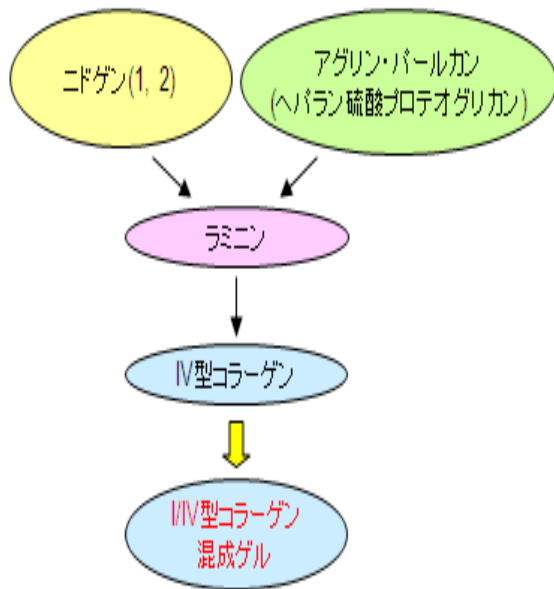 ニドゲン(1, 2)
アグリン・パールカン
(ヘパラン硫酸プロテオグリカン)
ラミニン
IV型コラーゲン
I/IV型コラーゲン
混成ゲル